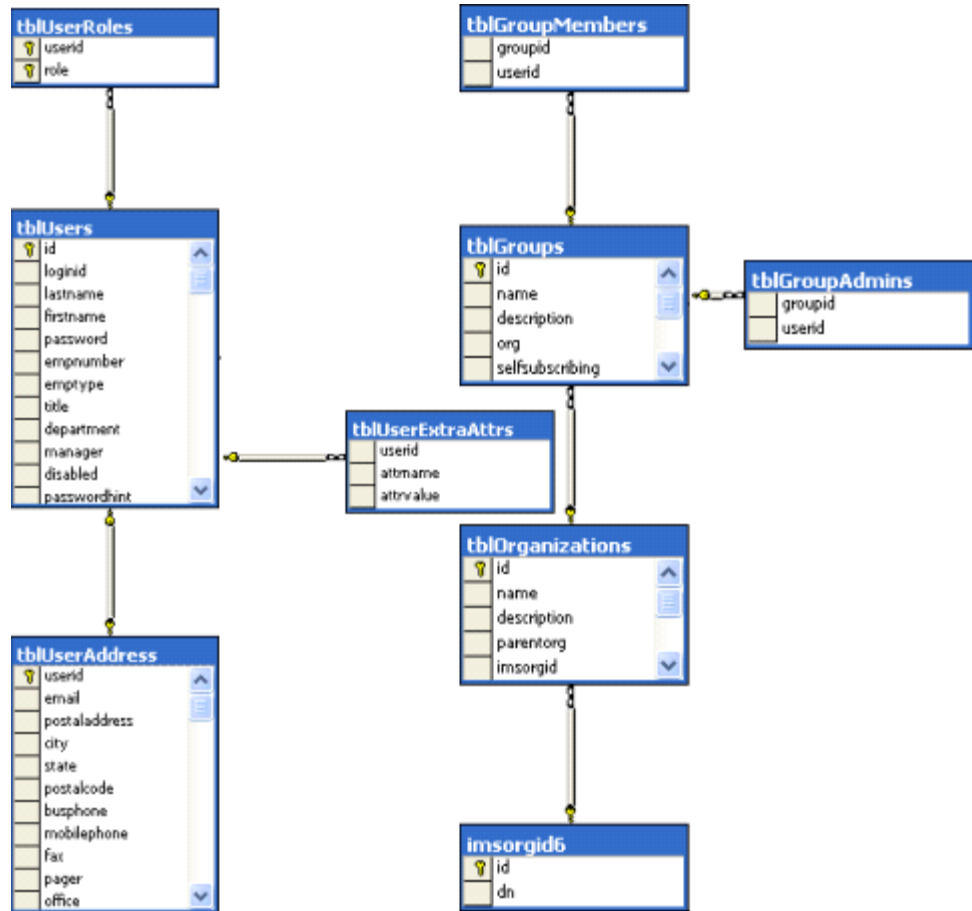 tblUserRoles
userid
role
tblUsers
id
loginid
lastname
firstname
password
empnumber
emptype
title
department
manager
disabled
passwordhint
tblUserAddress
userid
email
postaladdress
city
state
postalcode
busphone
mobilephone
fax
pager
office
tblUserExtraAttrs
userid
attrname
attrvalue
tblGroupMembers
groupid
userid
tblGroups
id
name
description
org
selfsubscribing
tblGroupAdmins
groupid
userid
tblOrganizations
id
name
description
parentorg
imsorgid
imsorgid6
id
dn